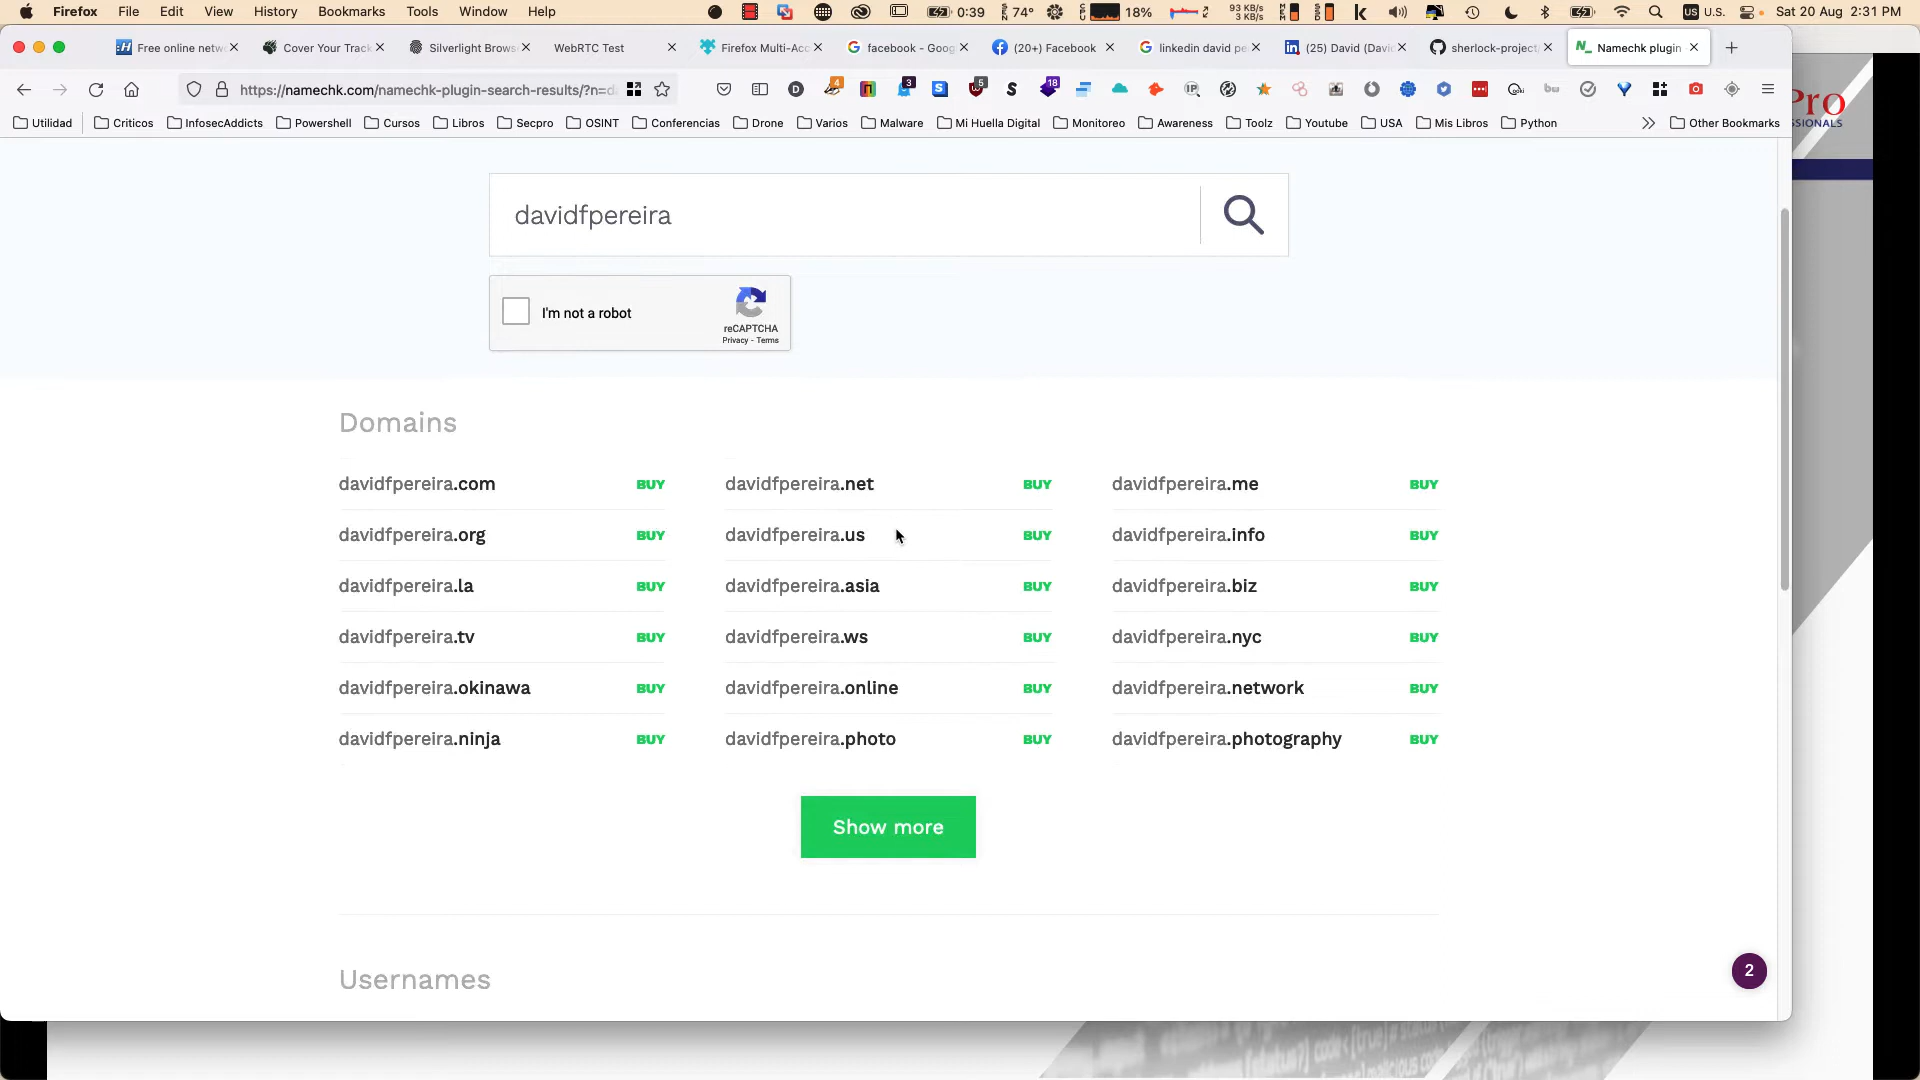 Firefox File Edit View History Bookmarks Tools Window Help 0:39 74° 18% 93 KB/s 3 KB/s U.S. Sat 20 Aug 2:31 PM
Free online netw Cover Your Track Silverlight Brows WebRTC Test Firefox Multi-Acc facebook - Goog (20+) Facebook linkedin david pe (25) David (Davi sherlock-project Namechk plugin
https://namechk.com/namechk-plugin-search-results/?n=d
Utilidad Criticos InfosecAddicts Powershell Cursos Libros Secpro OSINT Conferencias Drone Varios Malware Mi Huella Digital Monitoreo Awareness Toolz Youtube USA Mis Libros Python Other Bookmarks
Pro
SIONALS
davidfpereira
I'm not a robot
reCAPTCHA
Privacy - Terms
Domains
davidfpereira.com BUY davidfpereira.net BUY davidfpereira.me BUY
davidfpereira.org BUY davidfpereira.us BUY davidfpereira.info BUY
davidfpereira.la BUY davidfpereira.asia BUY davidfpereira.biz BUY
davidfpereira.tv BUY davidfpereira.ws BUY davidfpereira.nyc BUY
davidfpereira.okinawa BUY davidfpereira.online BUY davidfpereira.network BUY
davidfpereira.ninja BUY davidfpereira.photo BUY davidfpereira.photography BUY
Show more
Usernames
2